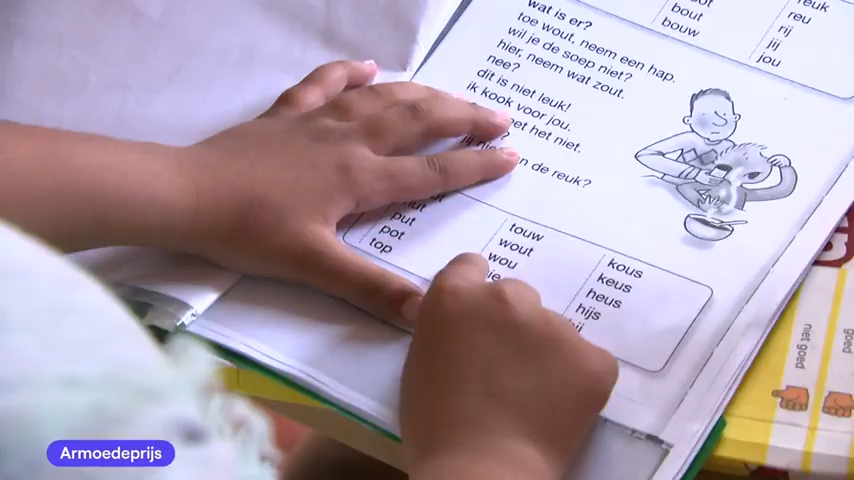 wat is er?
toe wout, neem een hap.
wil je de soep niet?
hier, neem wat zout.
nee?
dit is niet leuk!
ik kook voor jou.
het niet.
de reuk?
bout
bouw
reuk
reu
rij
jij
jou
put
pot
top
touw
wout
wou
kous
keus
heus
hijs
niet goed
goed
Armoedeprijs